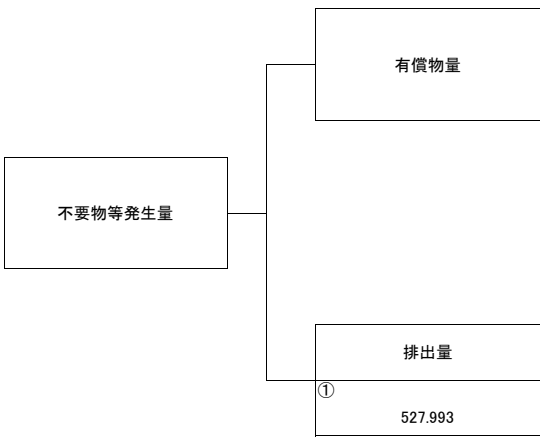 有償物量
不要物等発生量
排出量
①
527.993